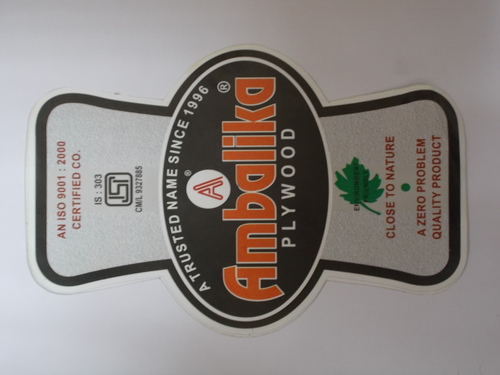 AN ISO 9001 : 2000
CERTIFIED CO.
IS : 303
CM/L 9327885
A TRUSTED NAME SINCE 1996
A ®
Ambalika ®
PLYWOOD
CLOSE TO NATURE
A ZERO PROBLEM
QUALITY PRODUCT